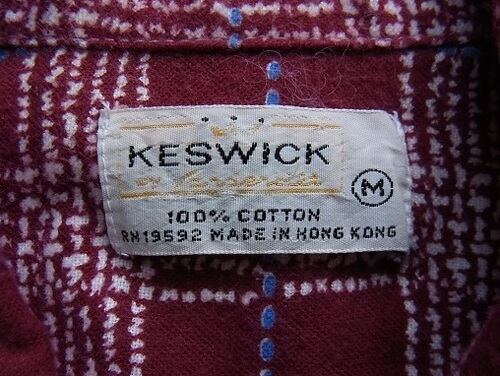 KESWICK
M
100% COTTON
RN19592 MADE IN HONG KONG